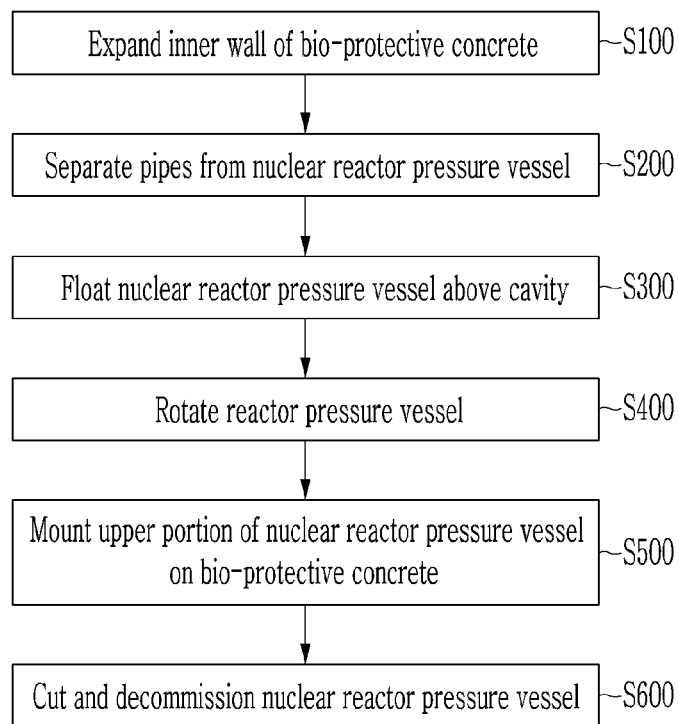 Expand inner wall of bio-protective concrete
S100
Separate pipes from nuclear reactor pressure vessel
S200
Float nuclear reactor pressure vessel above cavity
S300
Rotate reactor pressure vessel
S400
Mount upper portion of nuclear reactor pressure vessel
on bio-protective concrete
S500
Cut and decommission nuclear reactor pressure vessel
S600